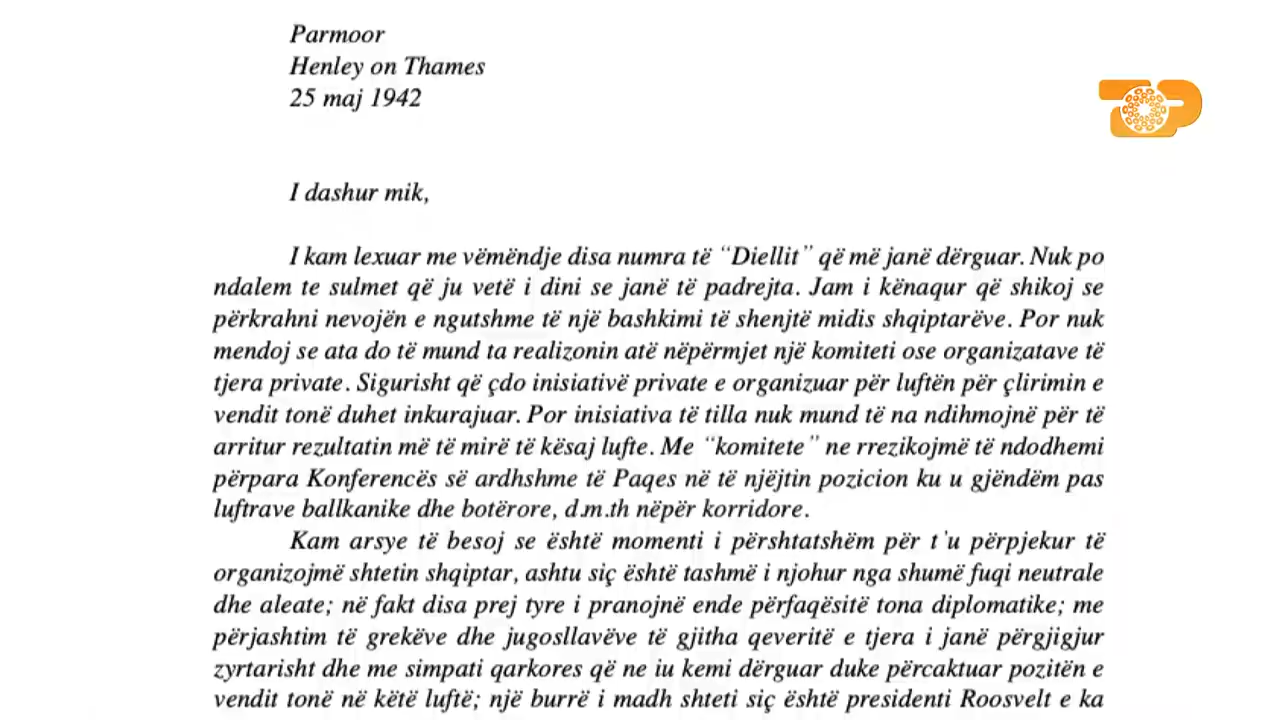 Parmoor
Henley on Thames
25 maj 1942
I dashur mik,
I kam lexuar me vëmëndje disa numra të “Diellit” që më janë dërguar. Nuk po
ndalem te sulmet që ju vetë i dini se janë të padrejta. Jam i kënaqur që shikoj se
përkrahni nevojën e ngutshme të një bashkimi të shenjtë midis shqiptarëve. Por nuk
mendoj se ata do të mund ta realizonin atë nëpërmjet një komiteti ose organizatave të
tjera private. Sigurisht që çdo inisiativë private e organizuar për luftën për çlirimin e
vendit tonë duhet inkurajuar. Por inisiativa të tilla nuk mund të na ndihmojnë për të
arritur rezultatin më të mirë të kësaj lufte. Me “komitete” ne rrezikojmë të ndodhemi
përpara Konferencës së ardhshme të Paqes në të njëjtin pozicion ku u gjëndëm pas
luftrave ballkanike dhe botërore, d.m.th nëpër korridore.
Kam arsye të besoj se është momenti i përshtatshëm për t'u përpjekur të
organizojmë shtetin shqiptar, ashtu siç është tashmë i njohur nga shumë fuqi neutrale
dhe aleate; në fakt disa prej tyre i pranojnë ende përfaqësitë tona diplomatike; me
përjashtim të grekëve dhe jugosllavëve të gjitha qeveritë e tjera i janë përgjigjur
zyrtarisht dhe me simpati qarkores që ne iu kemi dërguar duke përcaktuar pozitën e
vendit tonë në këtë luftë; një burrë i madh shteti siç është presidenti Roosvelt e ka